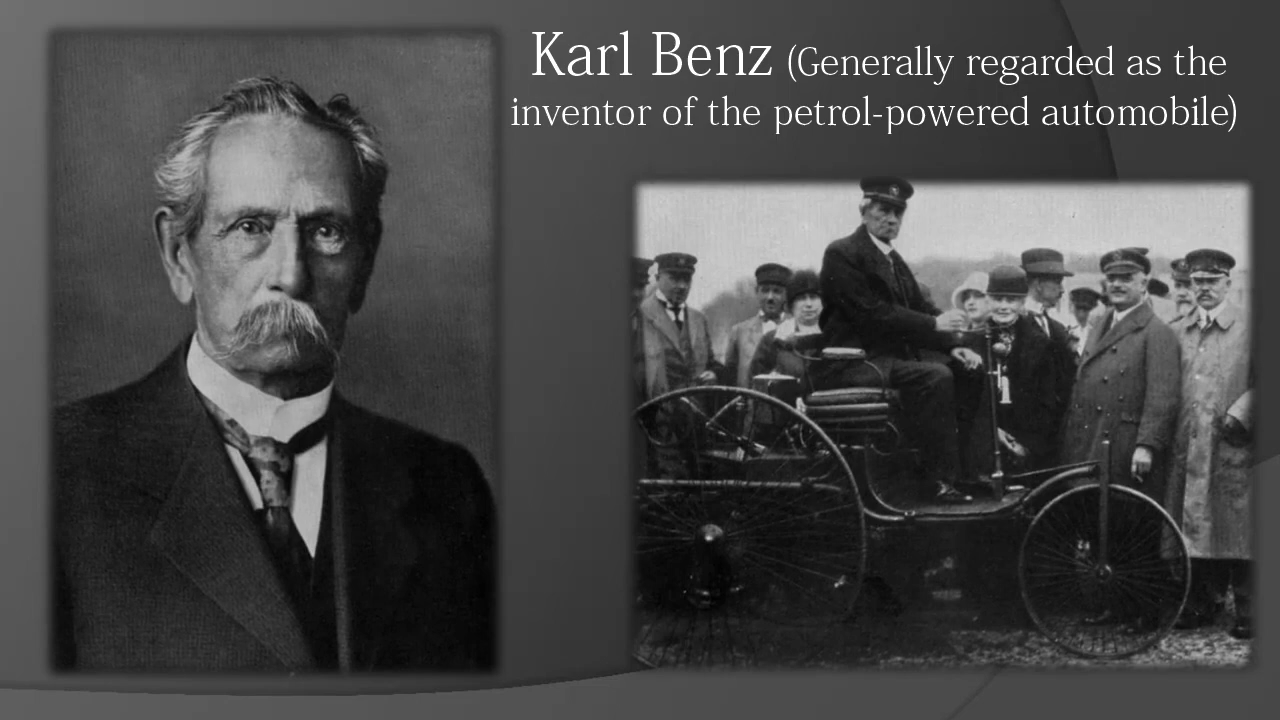 Karl Benz (Generally regarded as the
inventor of the petrol-powered automobile)